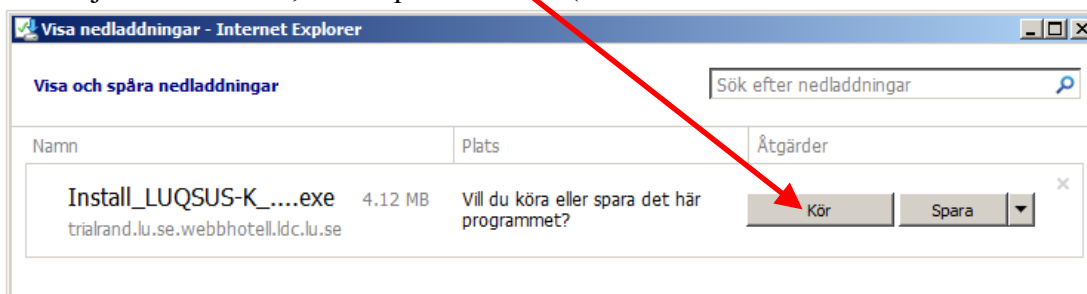 Visa nedladdningar - Internet Explorer
Visa och spåra nedladdningar
Sök efter nedladdningar
Namn Plats Åtgärder
Install_LUQSUS-K_....exe 4.12 MB Vill du köra eller spara det här programmet? Kör Spara
trialrand.lu.se.webbhotell.ldc.lu.se